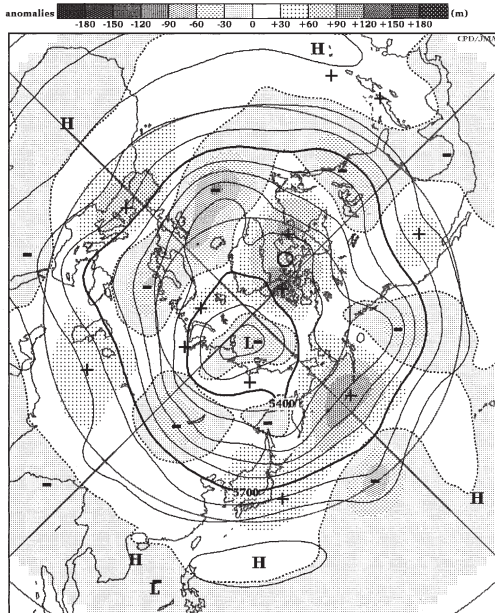 anomalies (m)
-180 -150 -120 -90 -60 -30 0 +30 +60 +90 +120 +150 +180
CPD/JMA
H
+
+
H
-
-
-
+
-
+
+
-
-
+
+
L-
-
+
+
+
+
5400
-
-
-
5700
+
-
H
H
H
L